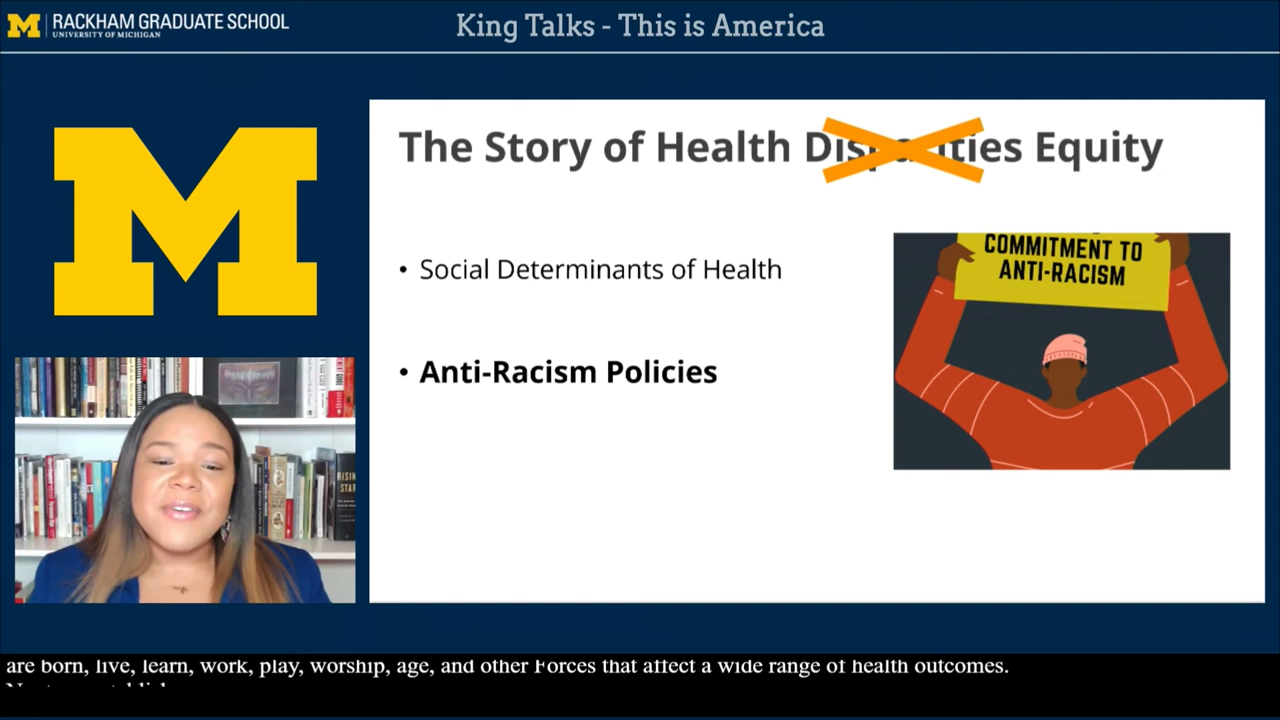 M RACKHAM GRADUATE SCHOOL
UNIVERSITY OF MICHIGAN
King Talks - This is America
M
The Story of Health Disparities Equity
• Social Determinants of Health
• Anti-Racism Policies
COMMITMENT TO
ANTI-RACISM
RISING
STAR
are born, live, learn, work, play, worship, age, and other Forces that affect a wide range of health outcomes.